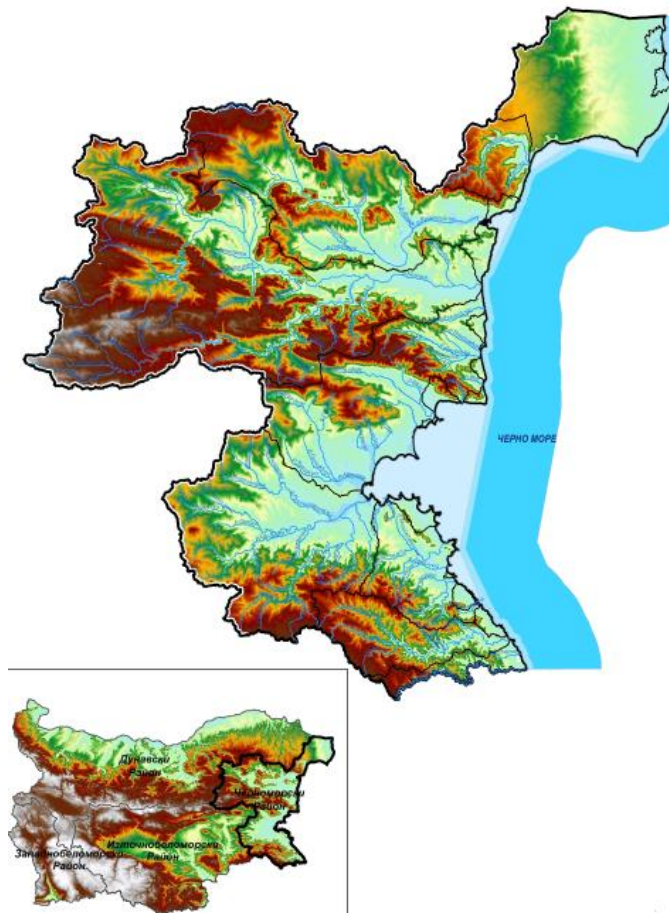 ЧЕРНО МОРЕ
Дунавски
Район
Черноморски
Район
Източнобеломорски
Район
Западнобеломорски
Район